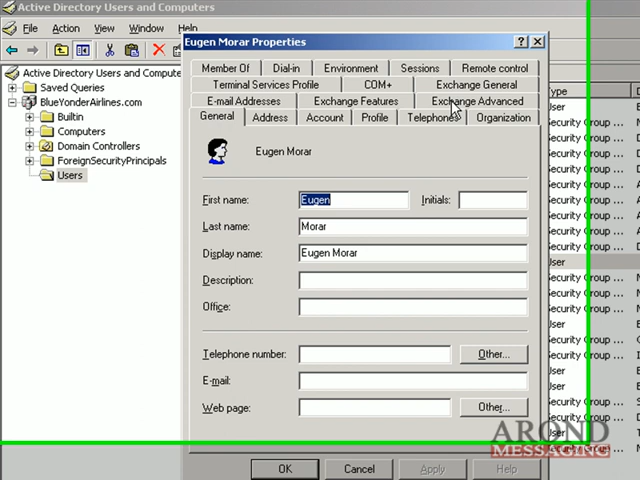 Active Directory Users and Computers
File Action View Window Help
Eugen Morar Properties
Member Of Dial-in Environment Sessions Remote control
Terminal Services Profile COM+ Exchange General
E-mail Addresses Exchange Features Exchange Advanced
General Address Account Profile Telephones Organization
Eugen Morar
First name: Eugen Initials:
Last name: Morar
Display name: Eugen Morar
Description:
Office:
Telephone number: Other...
E-mail:
Web page: Other...
OK Cancel Apply Help
Active Directory Users and Compute
Saved Queries
BlueYonderAirlines.com
Builtin
Computers
Domain Controllers
ForeignSecurityPrincipals
Users
Type
User
Security Group ...
Security Group ...
Security Group ...
Security Group ...
Security Group ...
Security Group ...
Security Group ...
Security Group ...
Security Group ...
User
Security Group ...
Security Group ...
Security Group ...
User
Security Group ...
Security Group ...
User
User
Security Group ...
Security Group ...
User
Security Group ...
AROND
MESSAGING